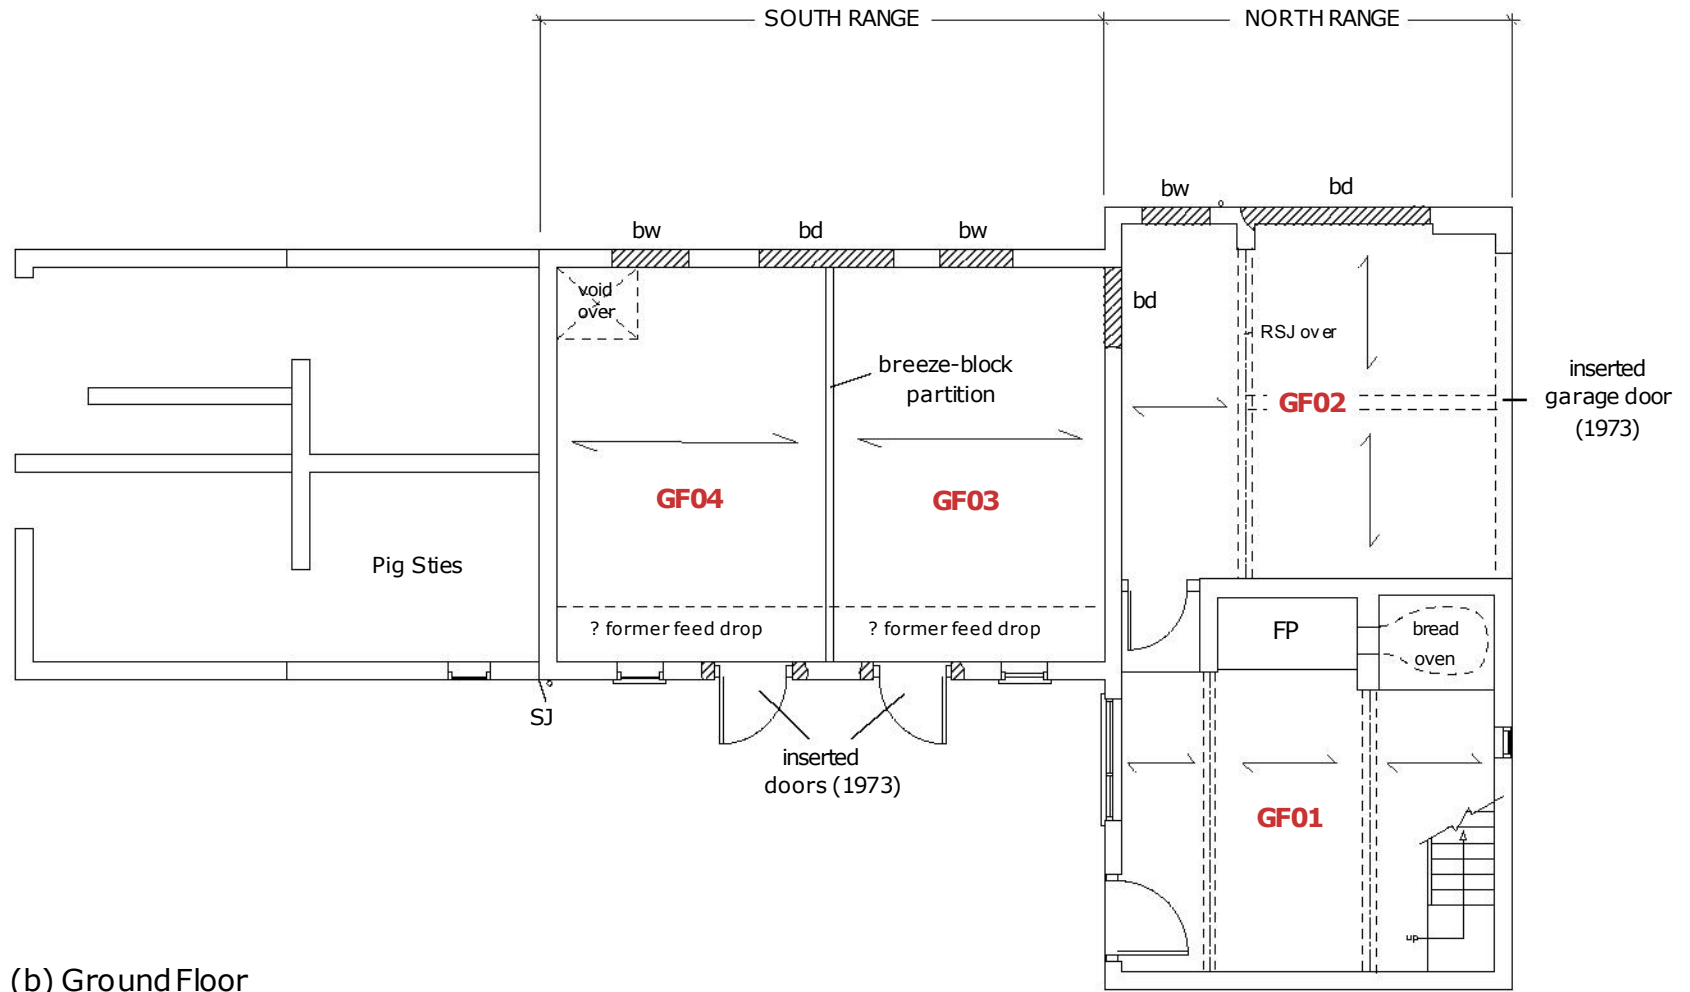 SOUTH RANGE
NORTH RANGE
bw
bd
bw
bd
bw
bd
void
over
bd
RSJ over
breeze-block
partition
inserted
garage door
(1973)
GF02
GF04
GF03
Pig Sties
? former feed drop
? former feed drop
FP
bread
oven
SJ
inserted
doors (1973)
GF01
up
(b) Ground Floor